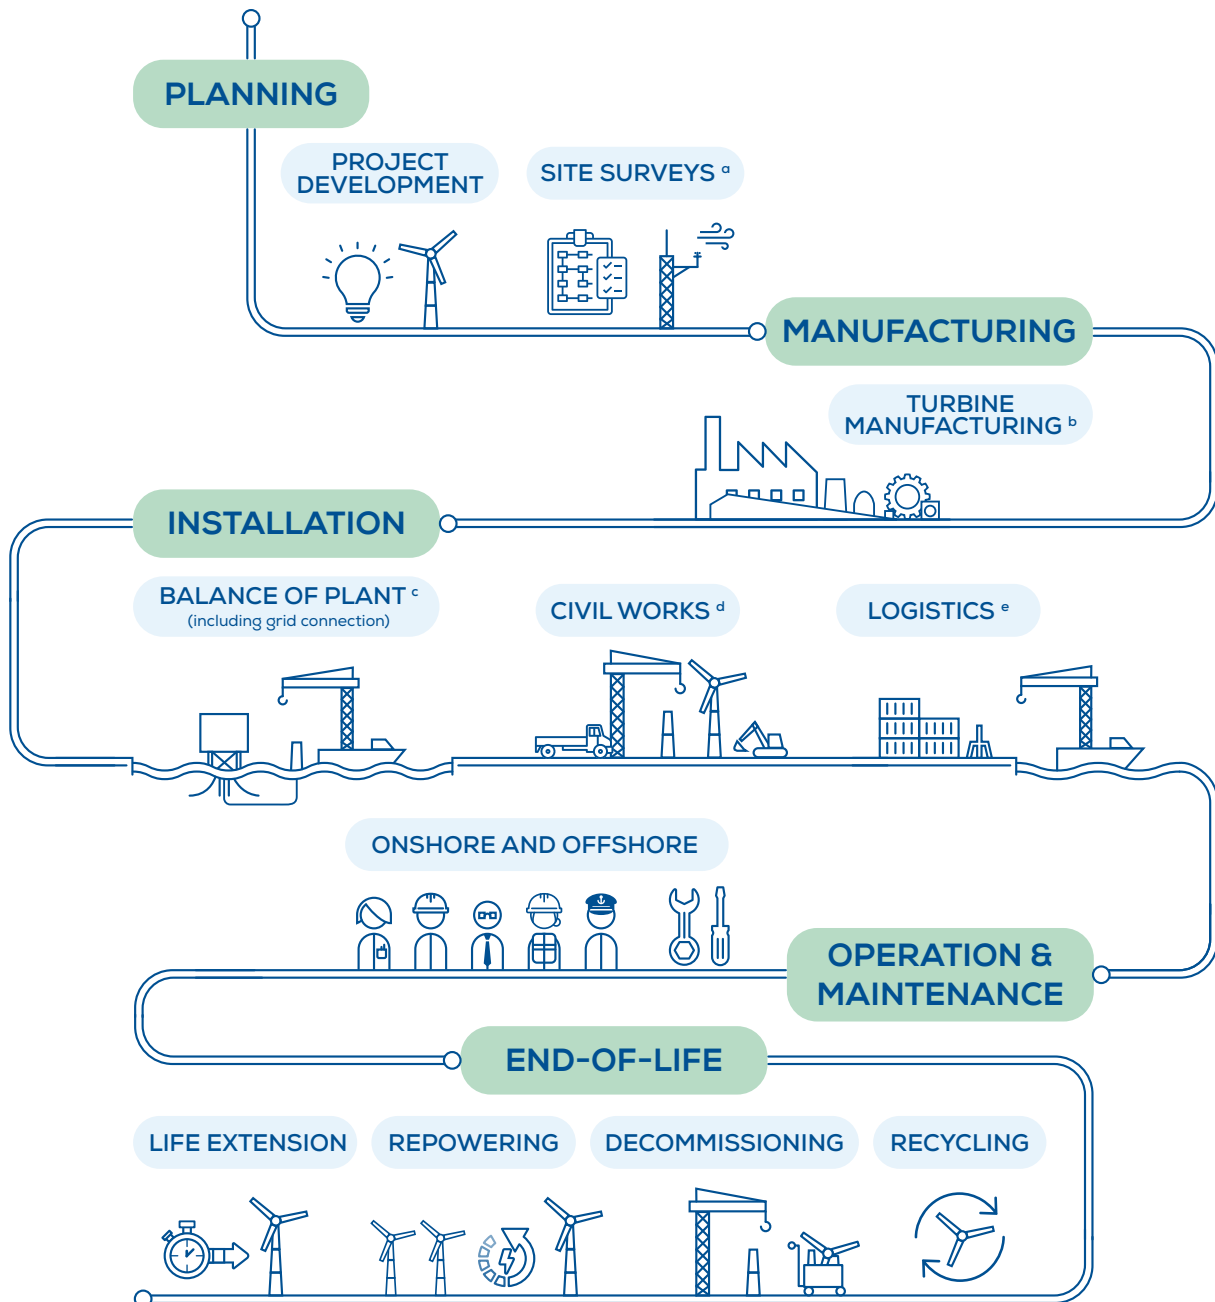 PLANNING
PROJECT
DEVELOPMENT
SITE SURVEYS a
MANUFACTURING
TURBINE
MANUFACTURING b
INSTALLATION
BALANCE OF PLANT c
(including grid connection)
CIVIL WORKS d
LOGISTICS e
ONSHORE AND OFFSHORE
OPERATION &
MAINTENANCE
END-OF-LIFE
LIFE EXTENSION
REPOWERING
DECOMMISSIONING
RECYCLING